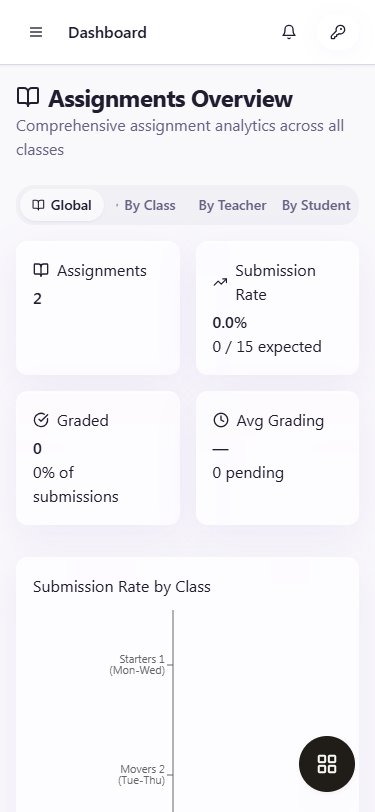 Dashboard
Assignments Overview
Comprehensive assignment analytics across all
classes
Global
By Class
By Teacher
By Student
Assignments
2
Submission
Rate
0.0%
0 / 15 expected
Graded
0
0% of
submissions
Avg Grading
—
0 pending
Submission Rate by Class
Starters 1
(Mon-Wed)
Movers 2
(Tue-Thu)